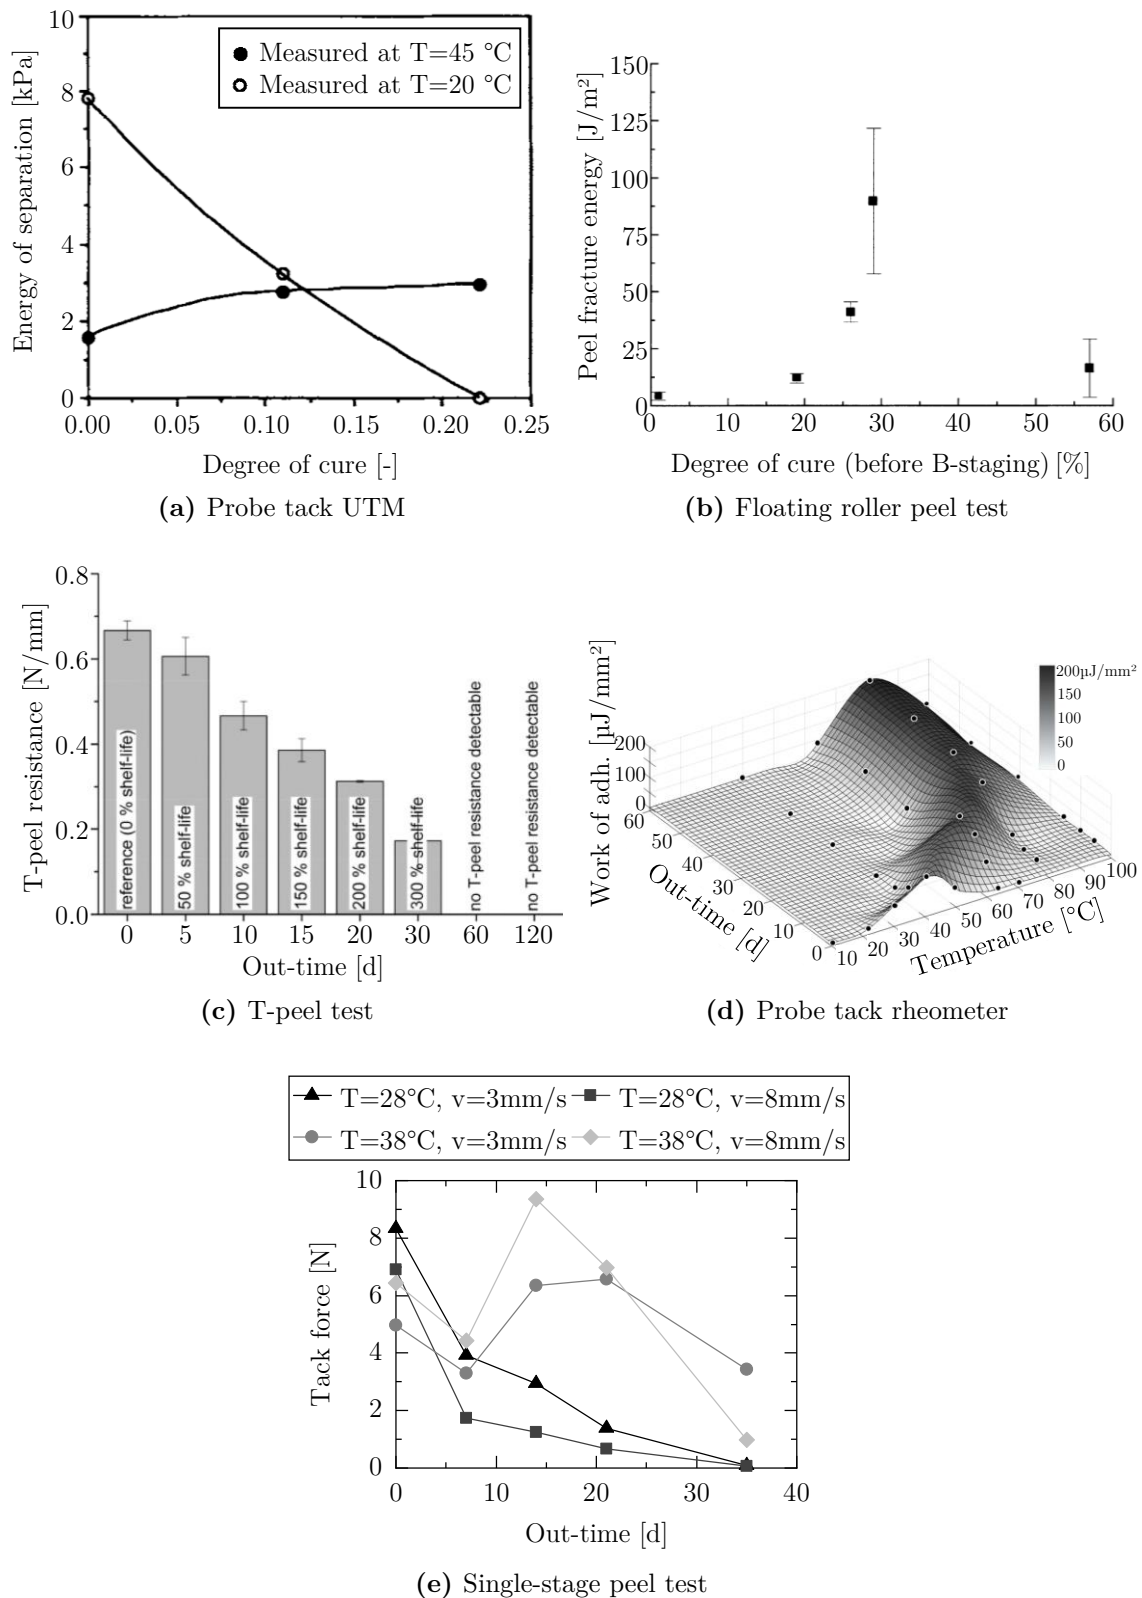 Measured at T=45 °C
Measured at T=20 °C
Energy of separation [kPa]
10
8
6
4
2
0
0.00 0.05 0.10 0.15 0.20 0.25
Degree of cure [-]
(a) Probe tack UTM
Peel fracture energy [J/m²]
150
125
100
75
50
25
0
0 10 20 30 40 50 60
Degree of cure (before B-staging) [%]
(b) Floating roller peel test
T-peel resistance [N/mm]
0.8
0.6
0.4
0.2
0.0
reference (0 % shelf-life)
50 % shelf-life
100 % shelf-life
150 % shelf-life
200 % shelf-life
300 % shelf-life
no T-peel resistance detectable
no T-peel resistance detectable
0 5 10 15 20 30 60 120
Out-time [d]
(c) T-peel test
Work of adh. [µJ/mm²]
200
100
0
60
50
40
30
20
10
0
Out-time [d]
10 20 30 40 50 60 70 80 90 100
Temperature [°C]
200µJ/mm²
150
100
50
0
(d) Probe tack rheometer
T=28°C, v=3mm/s T=28°C, v=8mm/s
T=38°C, v=3mm/s T=38°C, v=8mm/s
Tack force [N]
10
8
6
4
2
0
0 10 20 30 40
Out-time [d]
(e) Single-stage peel test